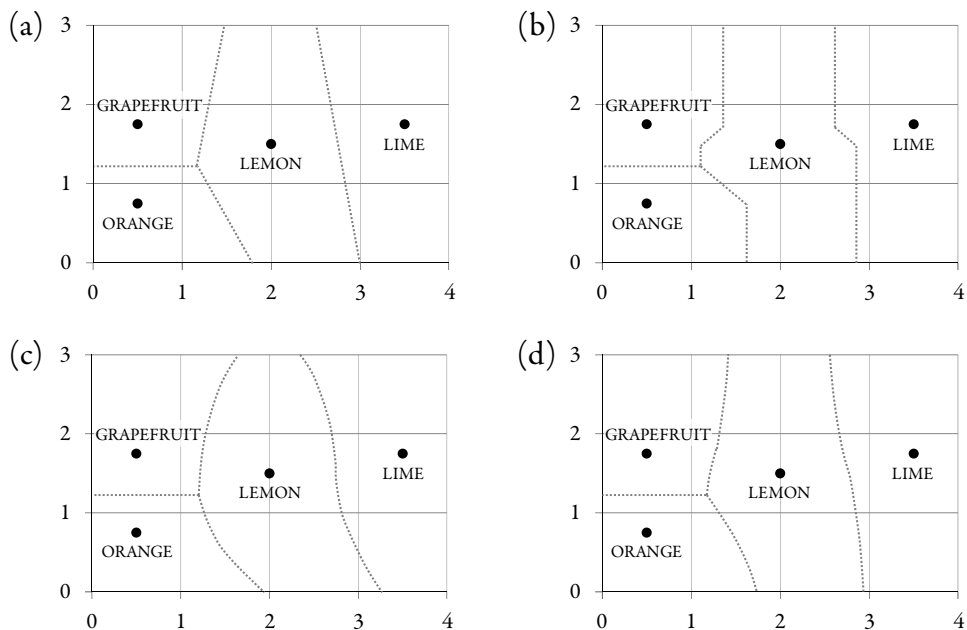 (a)
3
GRAPEFRUIT
2
LIME
LEMON
1
ORANGE
0
0 1 2 3 4
(b)
3
GRAPEFRUIT
2
LIME
LEMON
1
ORANGE
0
0 1 2 3 4
(c)
3
GRAPEFRUIT
2
LIME
LEMON
1
ORANGE
0
0 1 2 3 4
(d)
3
GRAPEFRUIT
2
LIME
LEMON
1
ORANGE
0
0 1 2 3 4